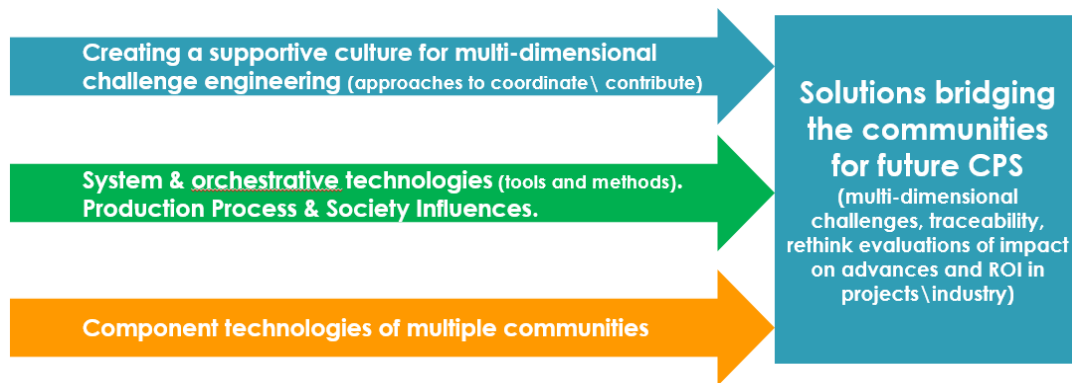 Creating a supportive culture for multi-dimensional
challenge engineering (approaches to coordinate\ contribute)
System & orchestrative technologies (tools and methods).
Production Process & Society Influences.
Component technologies of multiple communities
Solutions bridging
the communities
for future CPS
(multi-dimensional
challenges, traceability,
rethink evaluations of impact
on advances and ROI in
projects\industry)